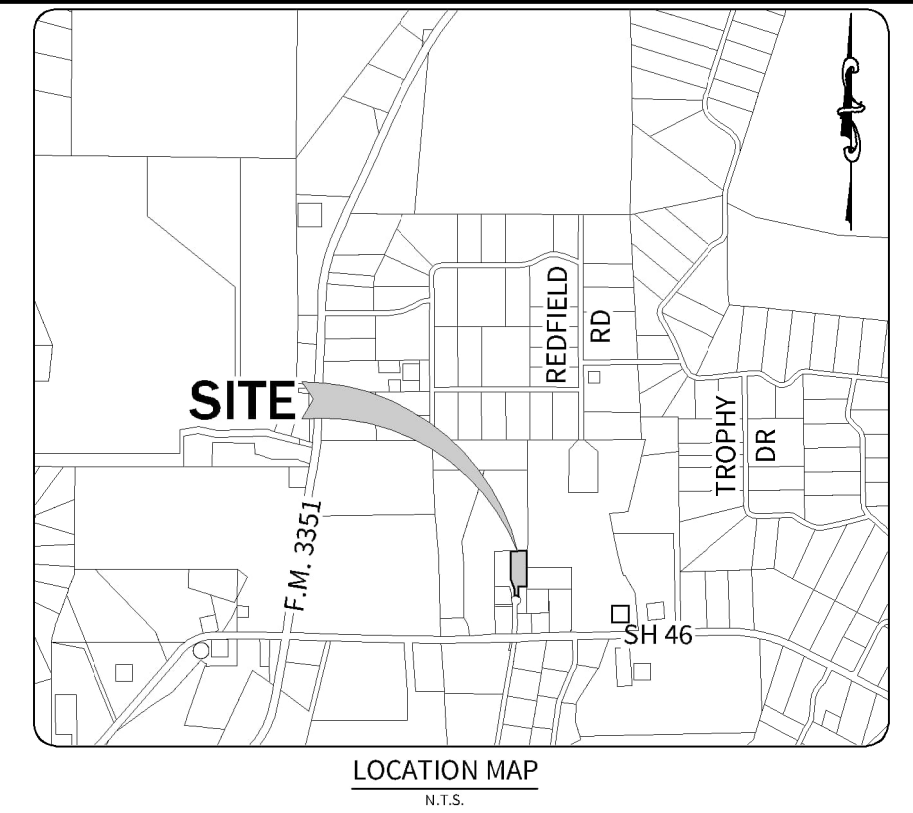 REDFIELD
RD
SITE
TROPHY
DR
F.M. 3351
SH 46
LOCATION MAP
N.T.S.